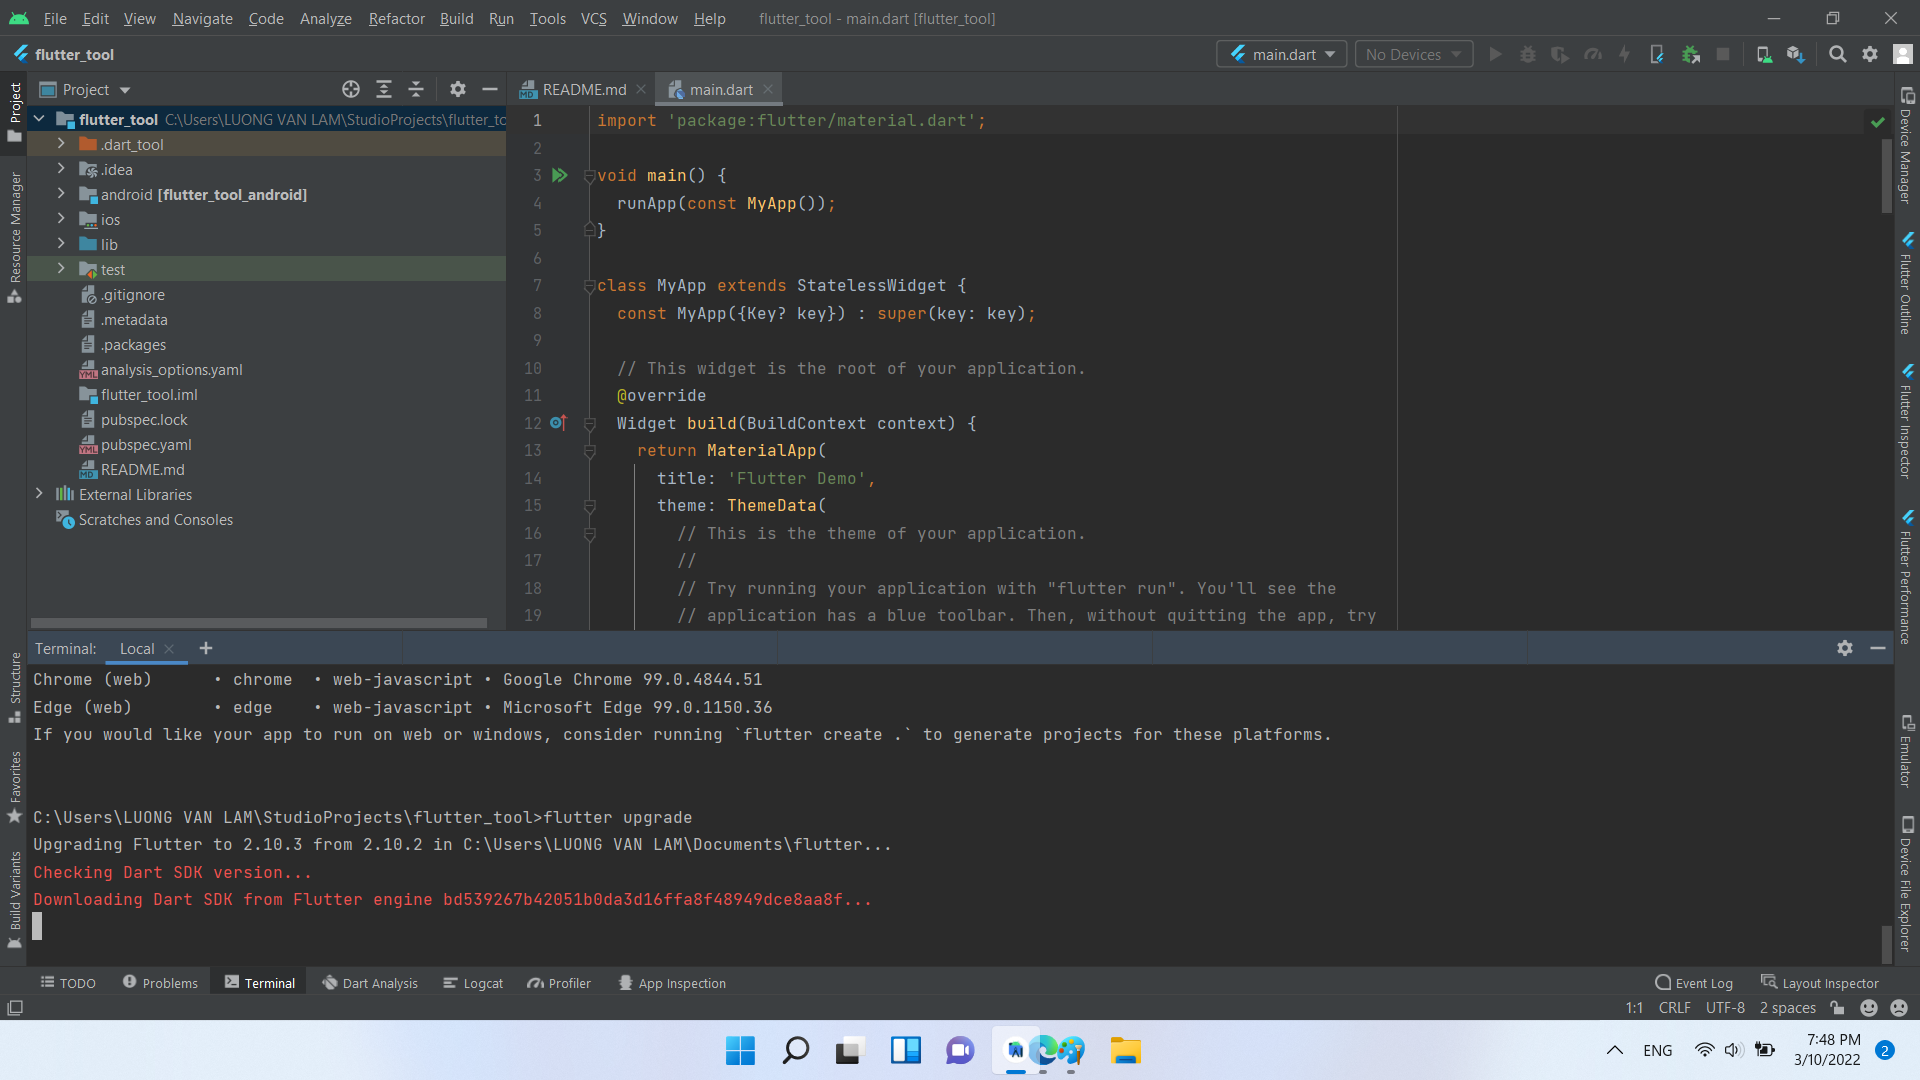 File Edit View Navigate Code Analyze Refactor Build Run Tools VCS Window Help flutter_tool - main.dart [flutter_tool]
flutter_tool main.dart No Devices
Project
README.md main.dart
flutter_tool C:\Users\LUONG VAN LAM\StudioProjects\flutter_to
.dart_tool
.idea
android [flutter_tool_android]
ios
lib
test
.gitignore
.metadata
.packages
analysis_options.yaml
flutter_tool.iml
pubspec.lock
pubspec.yaml
README.md
External Libraries
Scratches and Consoles
1 import 'package:flutter/material.dart';
2
3 void main() {
4 runApp(const MyApp());
5 }
6
7 class MyApp extends StatelessWidget {
8 const MyApp({Key? key}) : super(key: key);
9
10 // This widget is the root of your application.
11 @override
12 Widget build(BuildContext context) {
13 return MaterialApp(
14 title: 'Flutter Demo',
15 theme: ThemeData(
16 // This is the theme of your application.
17 //
18 // Try running your application with "flutter run". You'll see the
19 // application has a blue toolbar. Then, without quitting the app, try
Project
Resource Manager
Structure
Favorites
Build Variants
Device Manager
Flutter Outline
Flutter Inspector
Flutter Performance
Emulator
Device File Explorer
Terminal: Local
Chrome (web) • chrome • web-javascript • Google Chrome 99.0.4844.51
Edge (web) • edge • web-javascript • Microsoft Edge 99.0.1150.36
If you would like your app to run on web or windows, consider running `flutter create .` to generate projects for these platforms.
C:\Users\LUONG VAN LAM\StudioProjects\flutter_tool>flutter upgrade
Upgrading Flutter to 2.10.3 from 2.10.2 in C:\Users\LUONG VAN LAM\Documents\flutter...
Checking Dart SDK version...
Downloading Dart SDK from Flutter engine bd539267b42051b0da3d16ffa8f48949dce8aa8f...
TODO Problems Terminal Dart Analysis Logcat Profiler App Inspection Event Log Layout Inspector
1:1 CRLF UTF-8 2 spaces
ENG 7:48 PM
3/10/2022 2